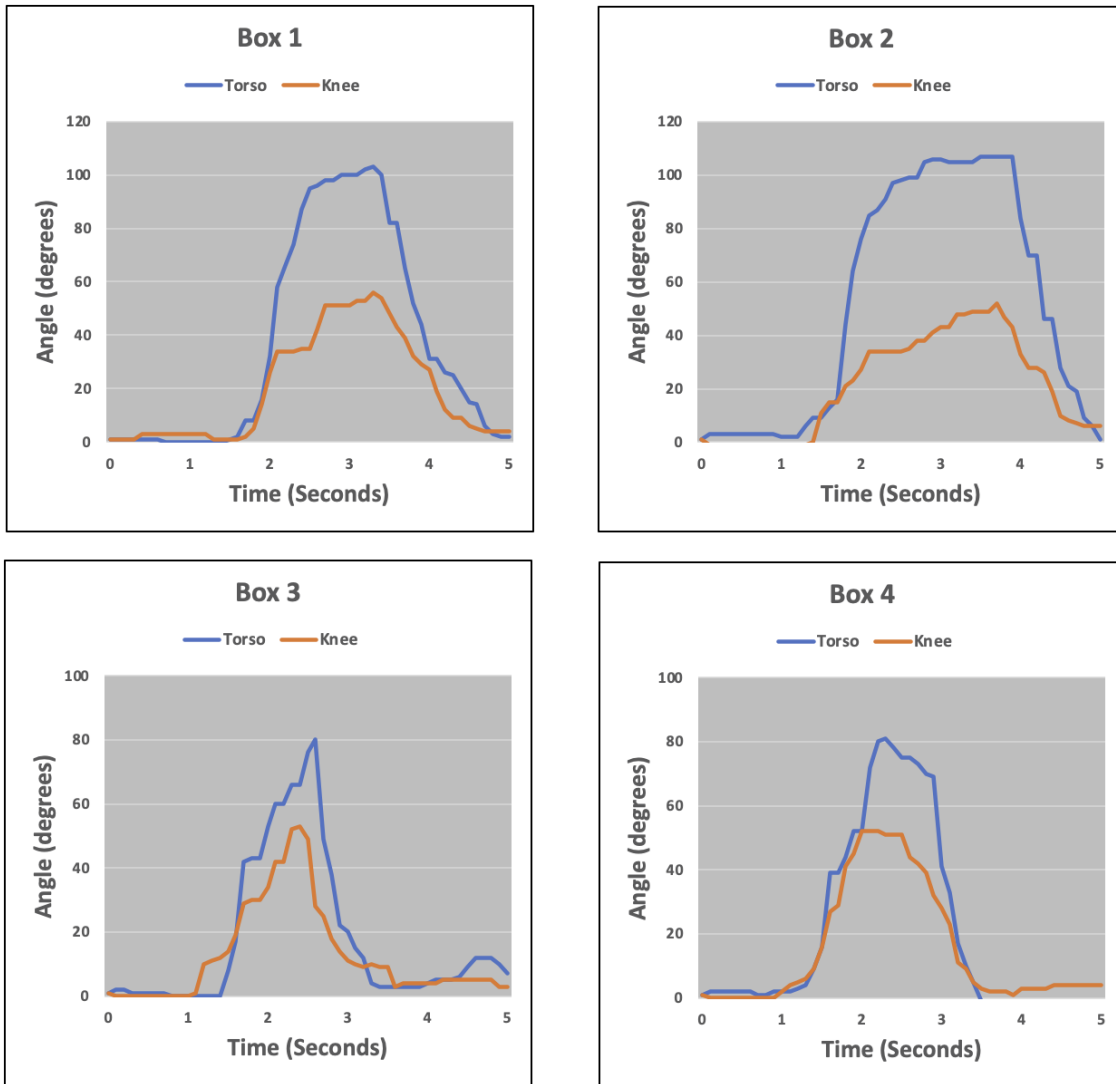 Box 1
Torso Knee
120
100
80
60
40
20
0
Angle (degrees)
0 1 2 3 4 5
Time (Seconds)
Box 2
Torso Knee
120
100
80
60
40
20
0
Angle (degrees)
0 1 2 3 4 5
Time (Seconds)
Box 3
Torso Knee
100
80
60
40
20
0
Angle (degrees)
0 1 2 3 4 5
Time (Seconds)
Box 4
Torso Knee
100
80
60
40
20
0
Angle (degrees)
0 1 2 3 4 5
Time (Seconds)